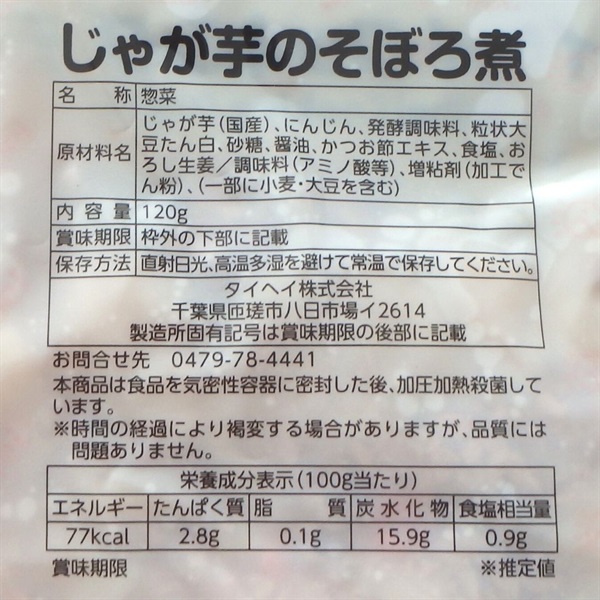 じゃが芋のそぼろ煮
名 称 惣菜
原材料名 じゃが芋(国産)、にんじん、発酵調味料、粒状大
豆たん白、砂糖、醤油、かつお節エキス、食塩、お
ろし生姜/調味料(アミノ酸等)、増粘剤(加工で
ん粉)、(一部に小麦・大豆を含む)
内容量 120g
賞味期限 枠外の下部に記載
保存方法 直射日光、高温多湿を避けて常温で保存してください。
タイヘイ株式会社
千葉県匝瑳市八日市場イ2614
製造所固有記号は賞味期限の後部に記載
お問合せ先 0479-78-4441
本商品は食品を気密性容器に密封した後、加圧加熱殺菌して
います。
※時間の経過により褐変する場合がありますが、品質には
問題ありません。
栄養成分表示(100g当たり)
エネルギー たんぱく質 脂質 炭水化物 食塩相当量
77kcal 2.8g 0.1g 15.9g 0.9g
賞味期限 ※推定値